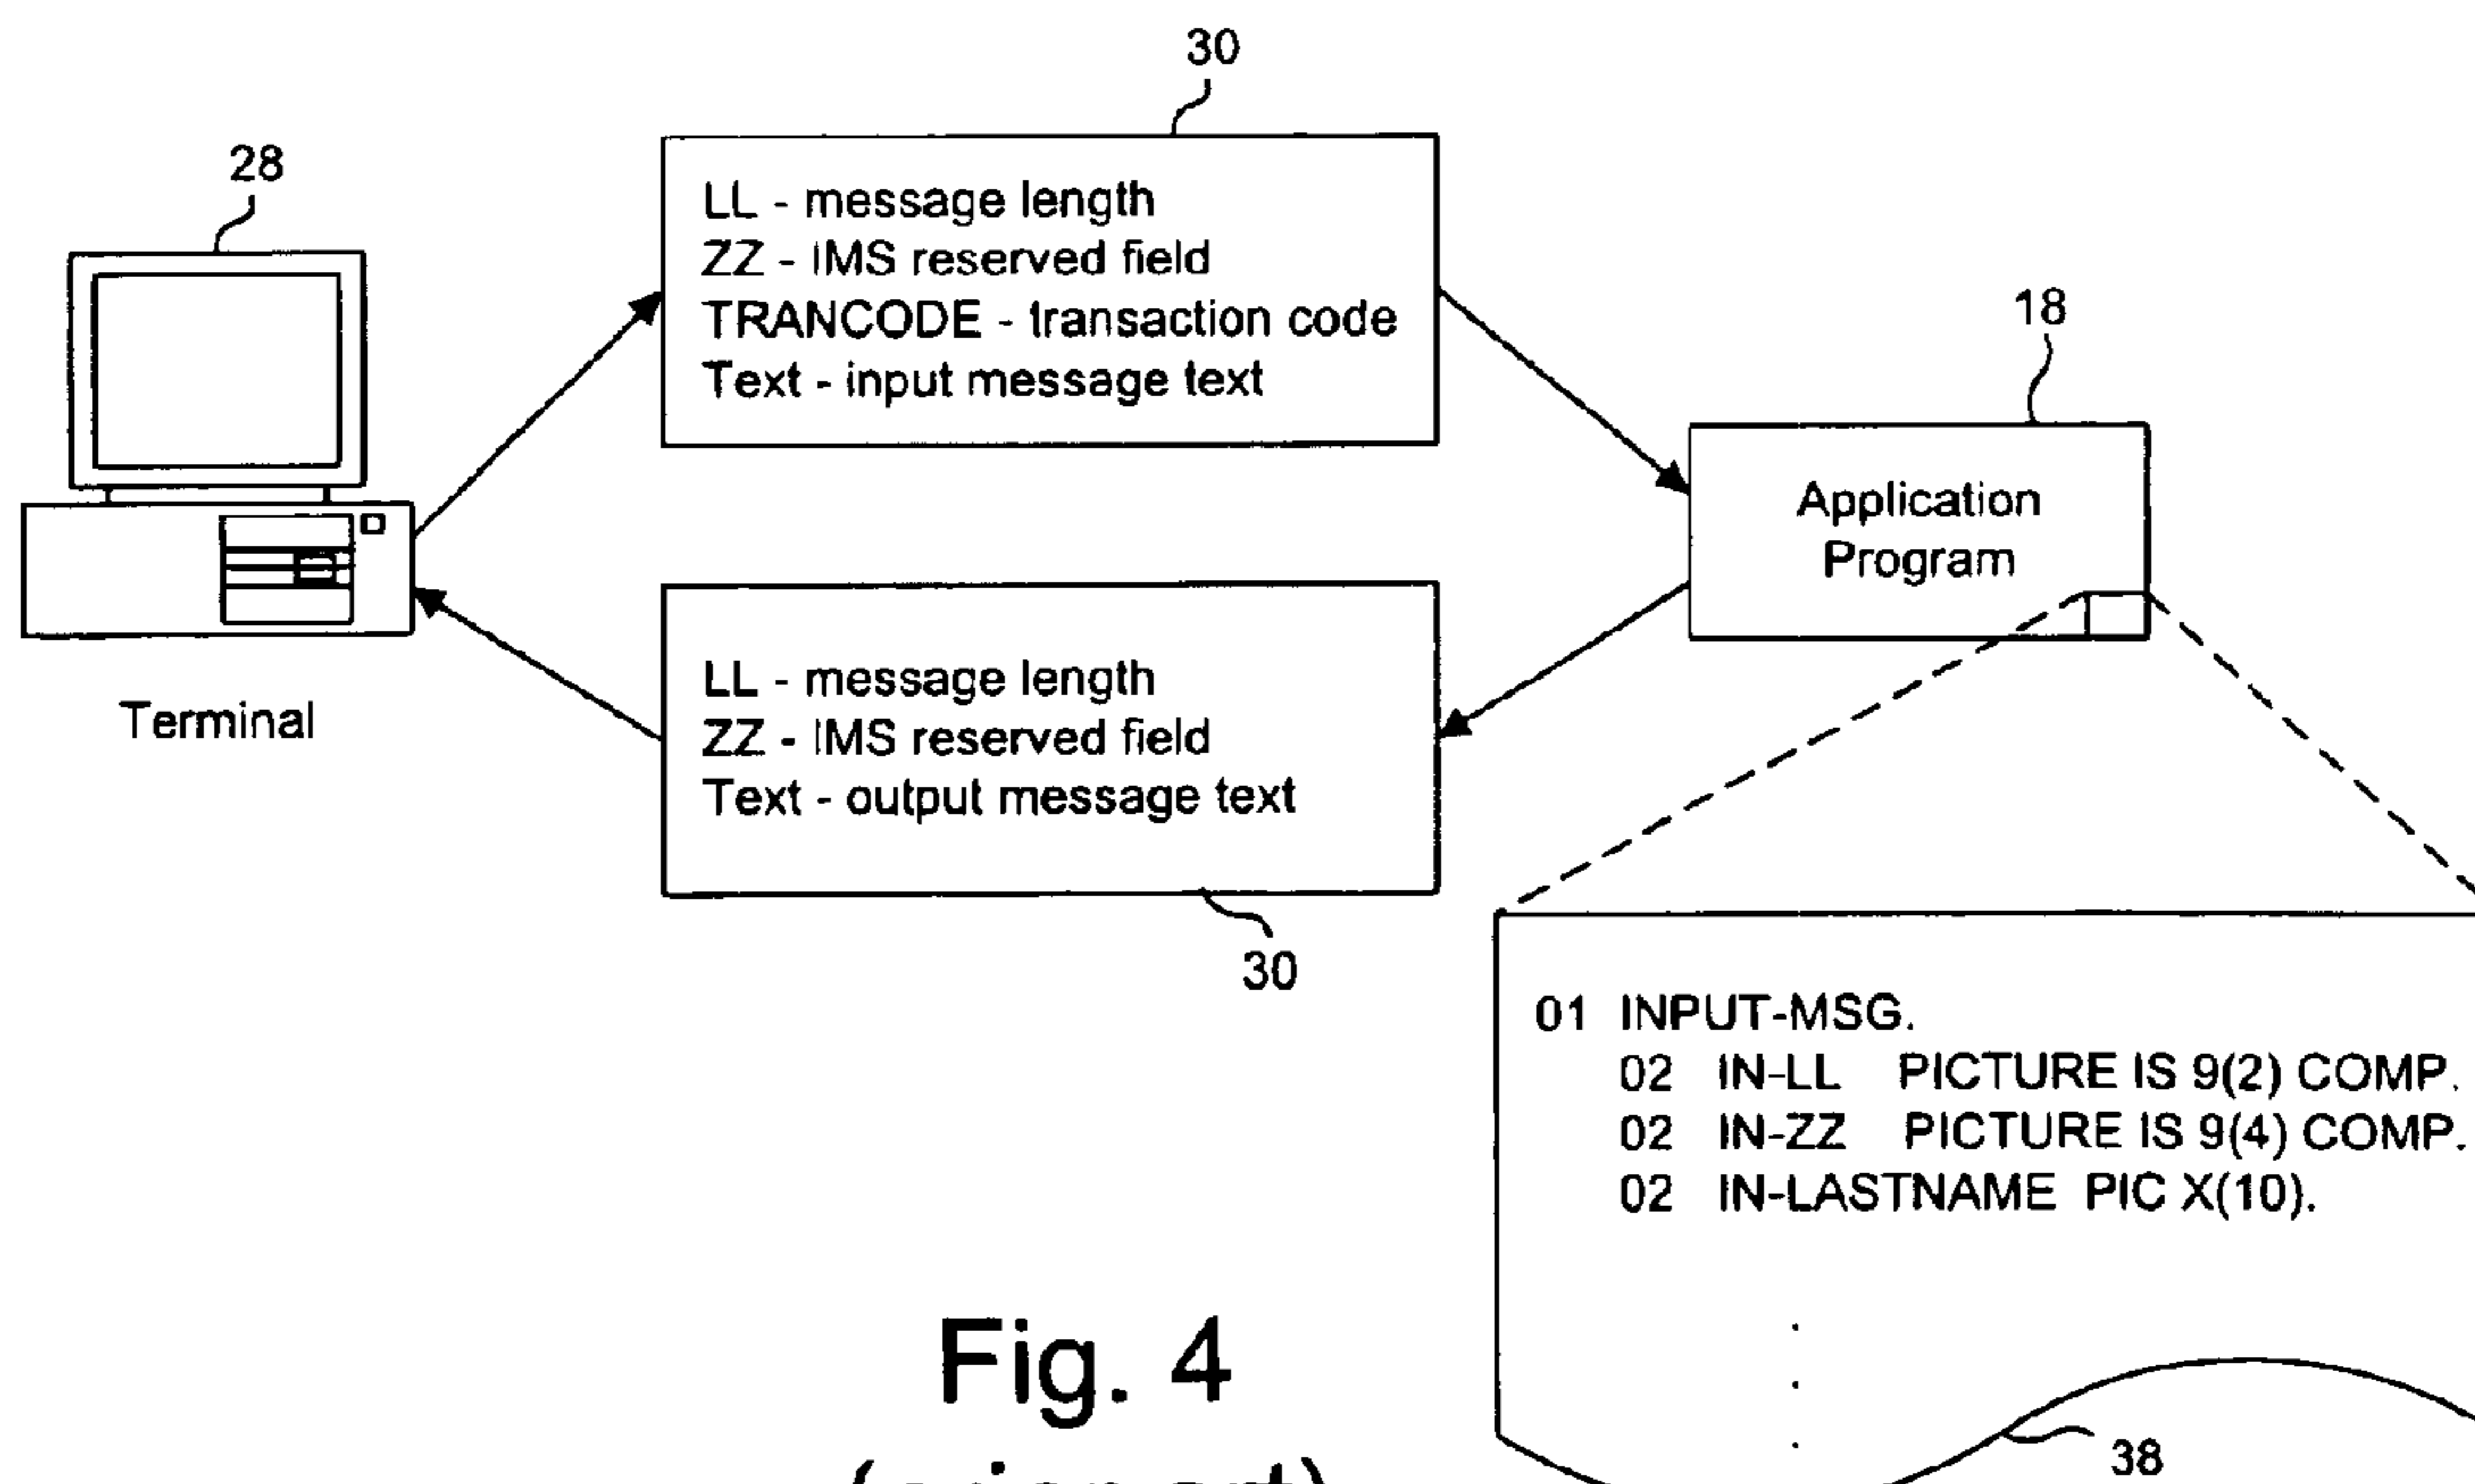 30
28
LL - message length
ZZ - IMS reserved field
TRANCODE - transaction code
Text - input message text
18
Application
Program
Terminal
LL - message length
ZZ - IMS reserved field
Text - output message text
30
01 INPUT-MSG.
02 IN-LL PICTURE IS 9(2) COMP.
02 IN-ZZ PICTURE IS 9(4) COMP.
02 IN-LASTNAME PIC X(10).
.
.
.
38
Fig. 4
(prior art)